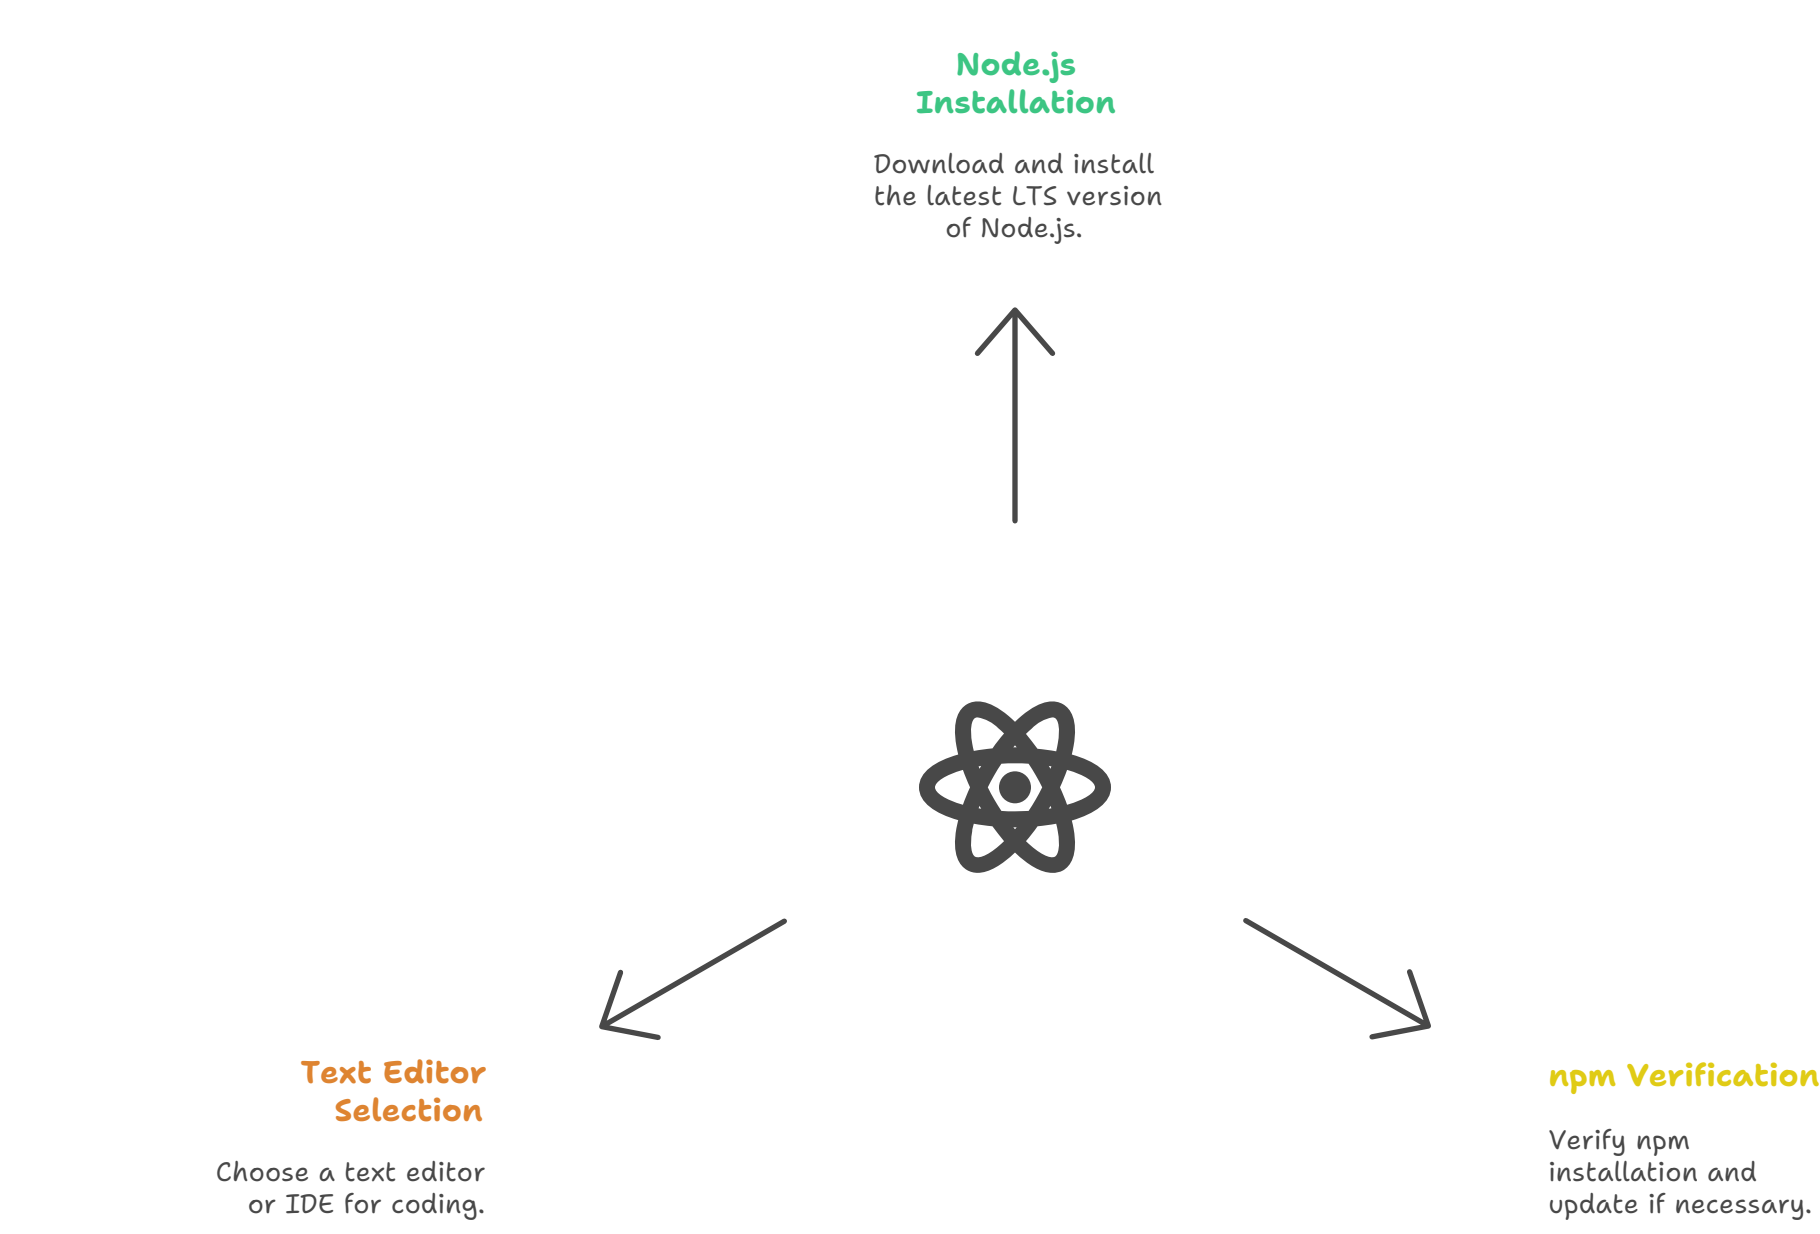 Node.js
Installation
Download and install
the latest LTS version
of Node.js.
Text Editor
Selection
Choose a text editor
or IDE for coding.
npm Verification
Verify npm
installation and
update if necessary.